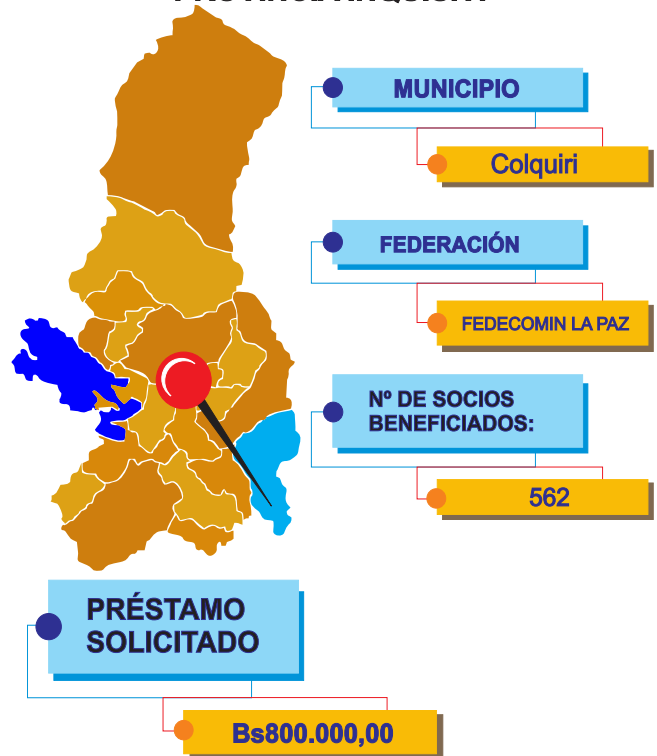 MUNICIPIO
Colquiri
FEDERACIÓN
FEDECOMIN LA PAZ
Nº DE SOCIOS
BENEFICIADOS:
562
PRÉSTAMO
SOLICITADO
Bs800.000,00